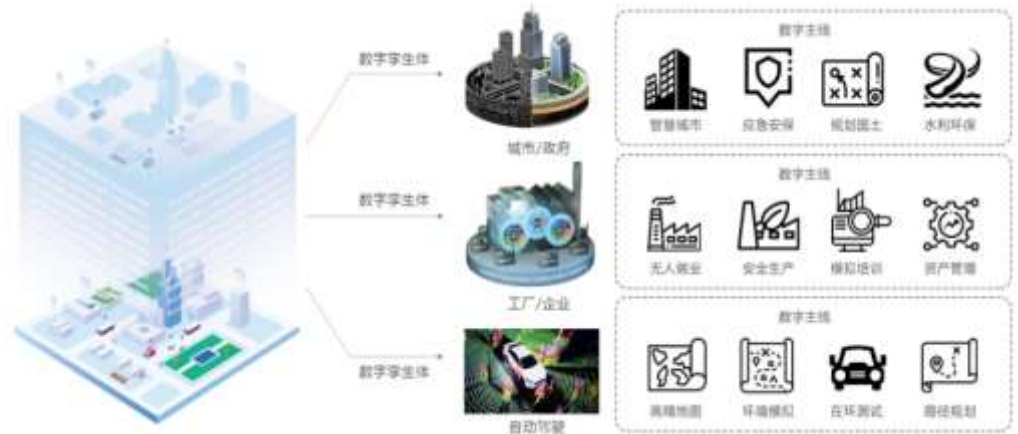 数字孪生体
城市/政府
数字主线
智慧城市
应急安保
规划国土
水利环保
数字孪生体
工厂/企业
数字主线
无人做业
安全生产
模拟培训
资产管理
数字孪生体
自动驾驶
数字主线
高精地图
环境模拟
在环测试
路径规划